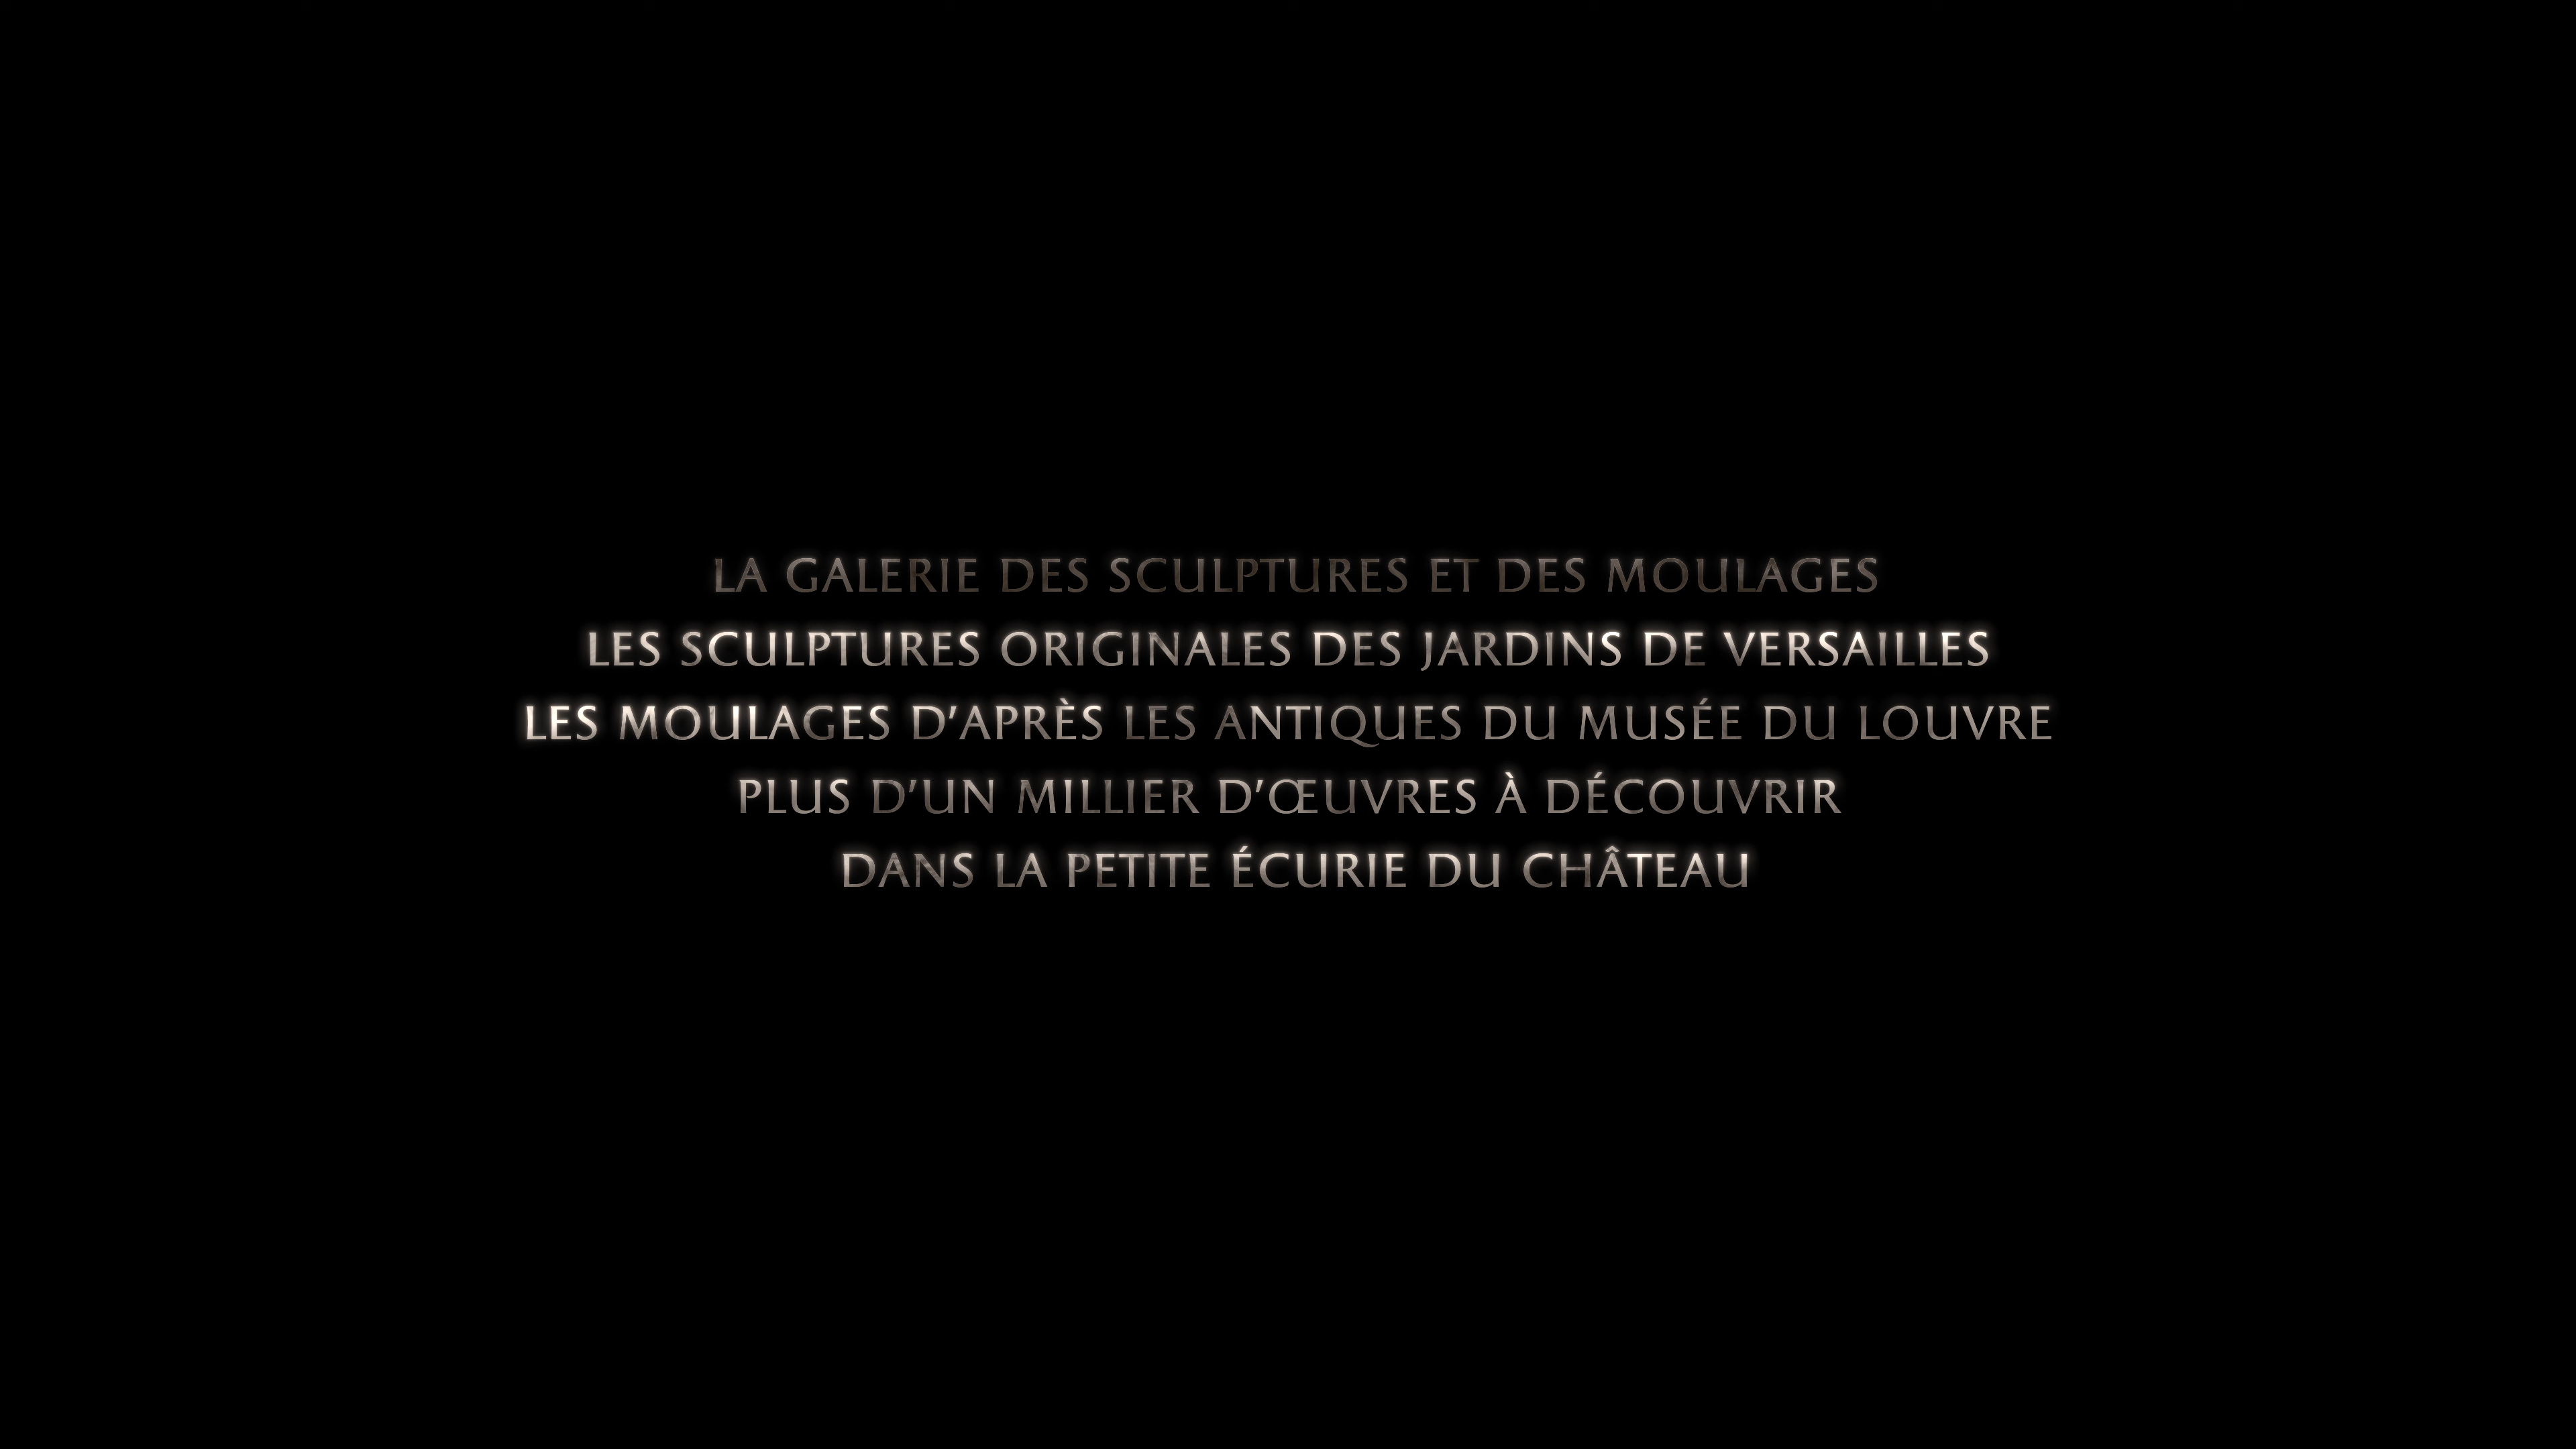 LA GALERIE DES SCULPTURES ET DES MOULAGES
LES SCULPTURES ORIGINALES DES JARDINS DE VERSAILLES
LES MOULAGES D’APRÈS LES ANTIQUES DU MUSÉE DU LOUVRE
PLUS D’UN MILLIER D’ŒUVRES À DÉCOUVRIR
DANS LA PETITE ÉCURIE DU CHÂTEAU